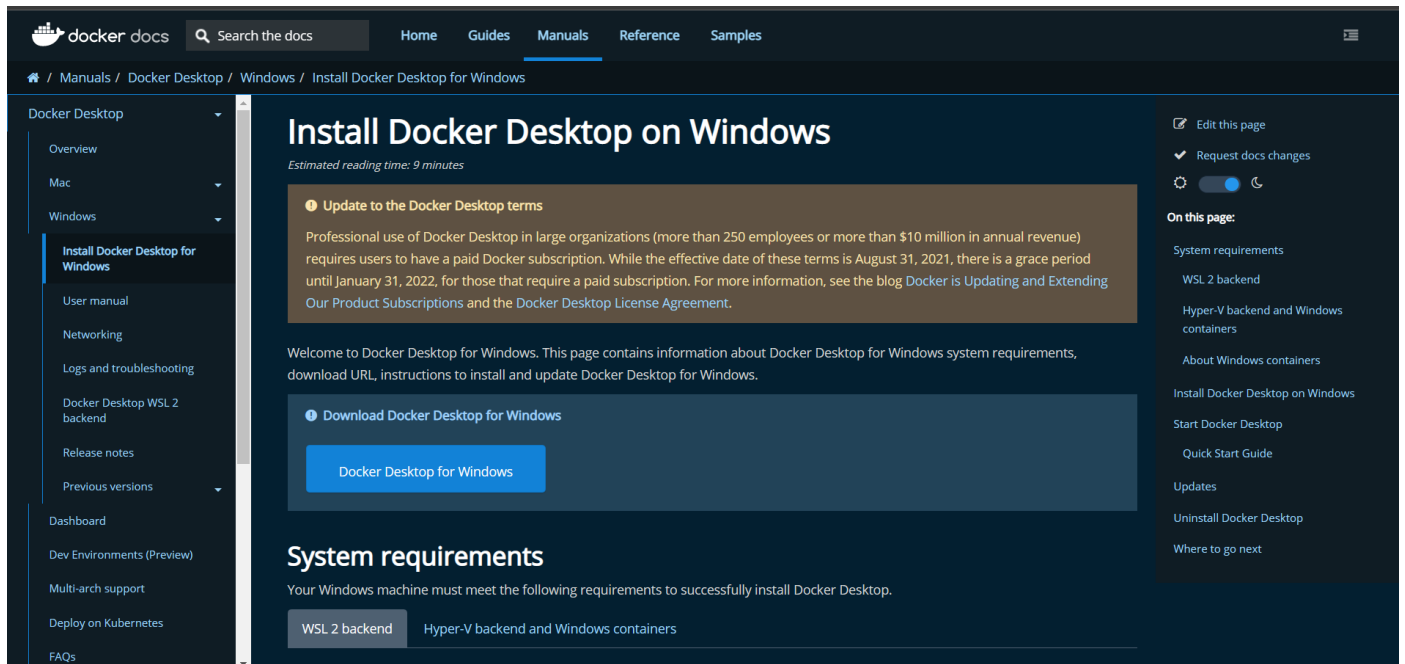 docker docs
Search the docs
Home
Guides
Manuals
Reference
Samples
/ Manuals / Docker Desktop / Windows / Install Docker Desktop for Windows
Docker Desktop
Overview
Mac
Windows
Install Docker Desktop for
Windows
User manual
Networking
Logs and troubleshooting
Docker Desktop WSL 2
backend
Release notes
Previous versions
Dashboard
Dev Environments (Preview)
Multi-arch support
Deploy on Kubernetes
FAQs
Install Docker Desktop on Windows
Estimated reading time: 9 minutes
Update to the Docker Desktop terms
Professional use of Docker Desktop in large organizations (more than 250 employees or more than $10 million in annual revenue)
requires users to have a paid Docker subscription. While the effective date of these terms is August 31, 2021, there is a grace period
until January 31, 2022, for those that require a paid subscription. For more information, see the blog Docker is Updating and Extending
Our Product Subscriptions and the Docker Desktop License Agreement.
Welcome to Docker Desktop for Windows. This page contains information about Docker Desktop for Windows system requirements,
download URL, instructions to install and update Docker Desktop for Windows.
Download Docker Desktop for Windows
Docker Desktop for Windows
System requirements
Your Windows machine must meet the following requirements to successfully install Docker Desktop.
WSL 2 backend
Hyper-V backend and Windows containers
Edit this page
Request docs changes
On this page:
System requirements
WSL 2 backend
Hyper-V backend and Windows
containers
About Windows containers
Install Docker Desktop on Windows
Start Docker Desktop
Quick Start Guide
Updates
Uninstall Docker Desktop
Where to go next